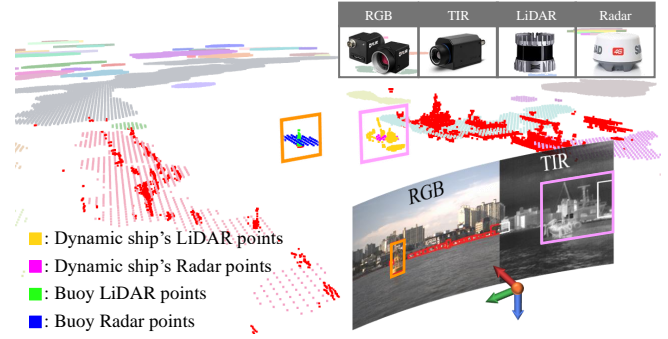 RGB
TIR
LiDAR
Radar
4G
RGB
TIR
: Dynamic ship's LiDAR points
: Dynamic ship's Radar points
: Buoy LiDAR points
: Buoy Radar points